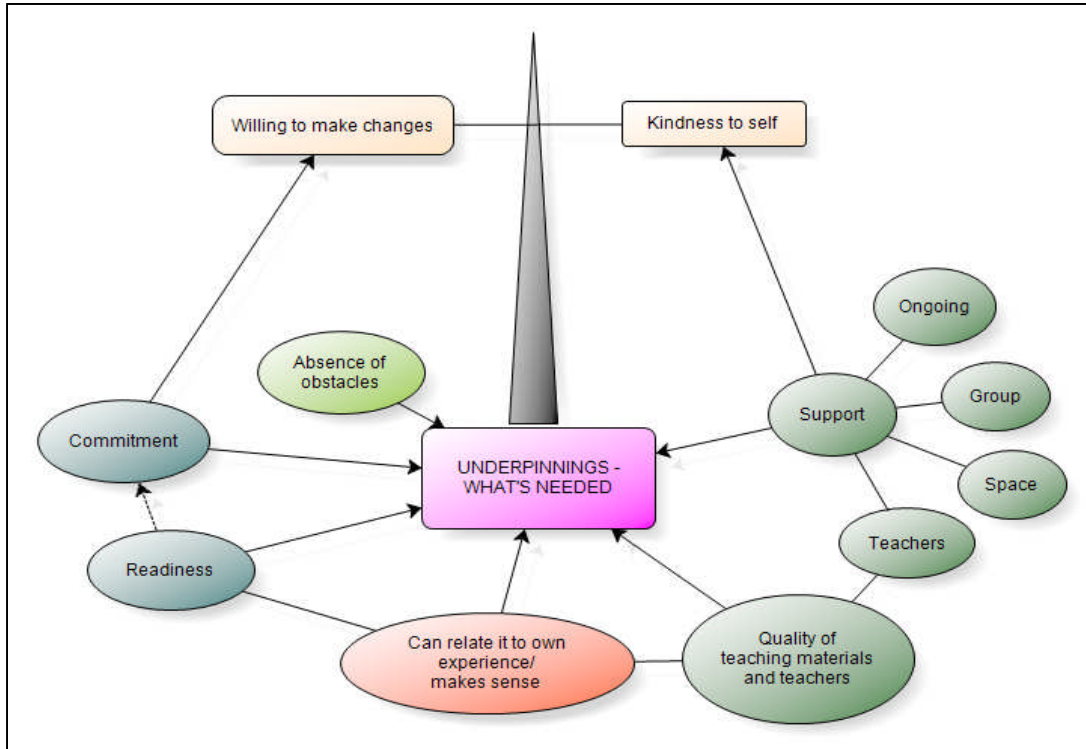 Willing to make changes
Kindness to self
Ongoing
Absence of
obstacles
Group
Support
Commitment
UNDERPINNINGS -
WHAT'S NEEDED
Space
Teachers
Readiness
Can relate it to own
experience/
makes sense
Quality of
teaching materials
and teachers